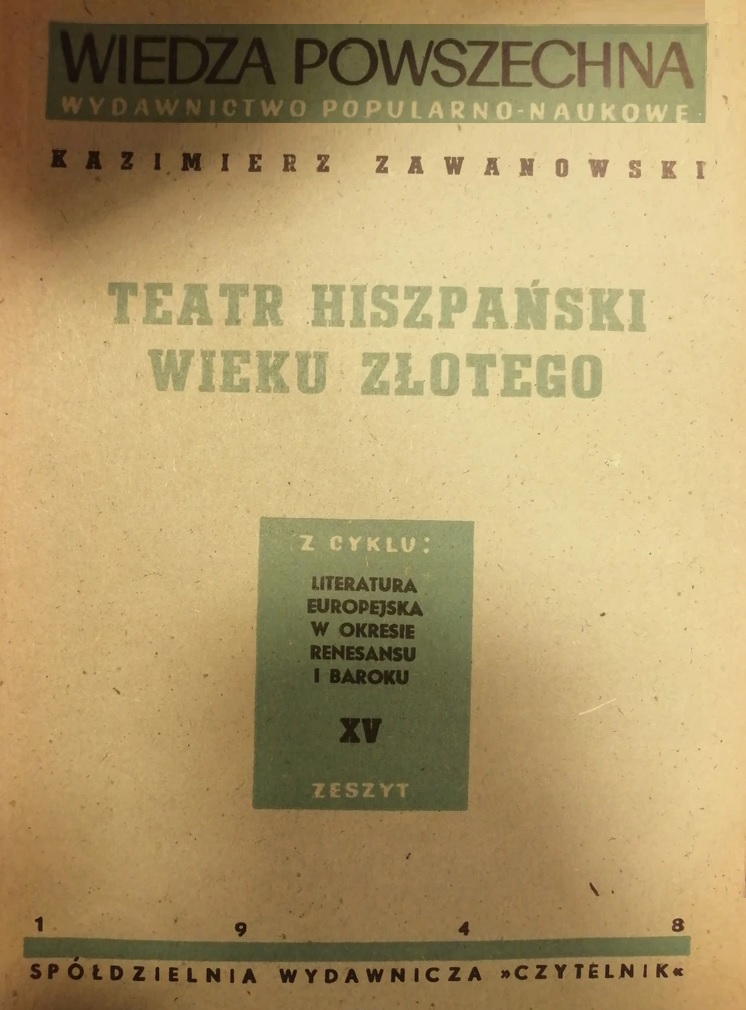 WIEDZA POWSZECHNA
WYDAWNICTWO POPULARNO-NAUKOWE
KAZIMIERZ ZAWANOWSKI
TEATR HISZPAŃSKI
WIEKU ZŁOTEGO
Z CYKLU:
LITERATURA
EUROPEJSKA
W OKRESIE
RENESANSU
I BAROKU
XV
ZESZYT
1 9 4 8
SPÓŁDZIELNIA WYDAWNICZA »CZYTELNIK«